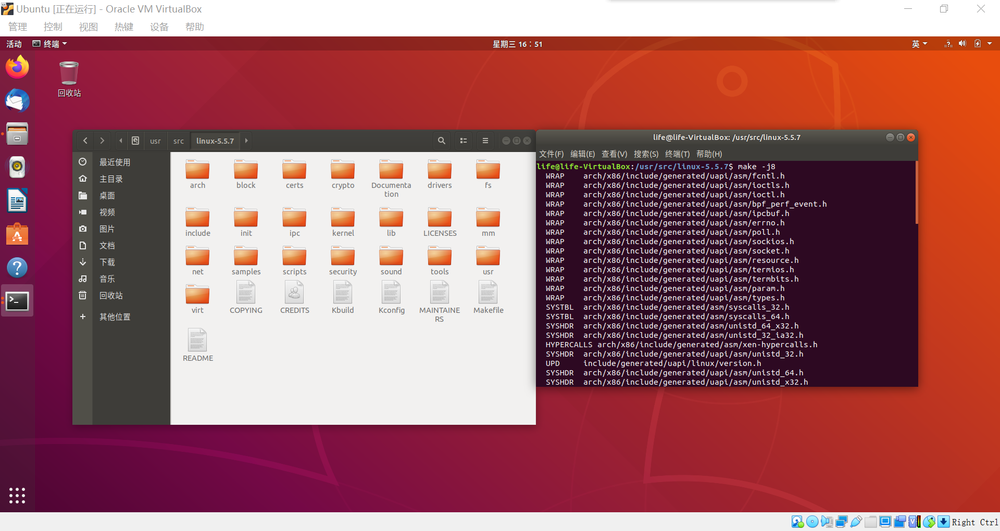 Ubuntu [正在运行] - Oracle VM VirtualBox
管理 控制 视图 热键 设备 帮助
活动 终端 星期三 16：51 英
回收站
usr src linux-5.5.7
最近使用
主目录
桌面
视频
图片
文档
下载
音乐
回收站
其他位置
arch block certs crypto Documenta drivers fs
tion
include init ipc kernel lib LICENSES mm
net samples scripts security sound tools usr
virt COPYING CREDITS Kbuild Kconfig MAINTAINE Makefile
RS
README
life@life-VirtualBox: /usr/src/linux-5.5.7
文件(F) 编辑(E) 查看(V) 搜索(S) 终端(T) 帮助(H)
life@life-VirtualBox:/usr/src/linux-5.5.7$ make -j8
WRAP arch/x86/include/generated/uapi/asm/fcntl.h
WRAP arch/x86/include/generated/uapi/asm/ioctls.h
WRAP arch/x86/include/generated/uapi/asm/ioctl.h
WRAP arch/x86/include/generated/uapi/asm/bpf_perf_event.h
WRAP arch/x86/include/generated/uapi/asm/ipcbuf.h
WRAP arch/x86/include/generated/uapi/asm/errno.h
WRAP arch/x86/include/generated/uapi/asm/poll.h
WRAP arch/x86/include/generated/uapi/asm/sockios.h
WRAP arch/x86/include/generated/uapi/asm/socket.h
WRAP arch/x86/include/generated/uapi/asm/resource.h
WRAP arch/x86/include/generated/uapi/asm/termios.h
WRAP arch/x86/include/generated/uapi/asm/termbits.h
WRAP arch/x86/include/generated/uapi/asm/param.h
WRAP arch/x86/include/generated/uapi/asm/types.h
SYSTBL arch/x86/include/generated/asm/syscalls_32.h
SYSTBL arch/x86/include/generated/asm/syscalls_64.h
SYSHDR arch/x86/include/generated/asm/unistd_64_x32.h
SYSHDR arch/x86/include/generated/asm/unistd_32_ia32.h
HYPERCALLS arch/x86/include/generated/asm/xen-hypercalls.h
SYSHDR arch/x86/include/generated/uapi/asm/unistd_32.h
UPD include/generated/uapi/linux/version.h
SYSHDR arch/x86/include/generated/uapi/asm/unistd_64.h
SYSHDR arch/x86/include/generated/uapi/asm/unistd_x32.h
Right Ctrl